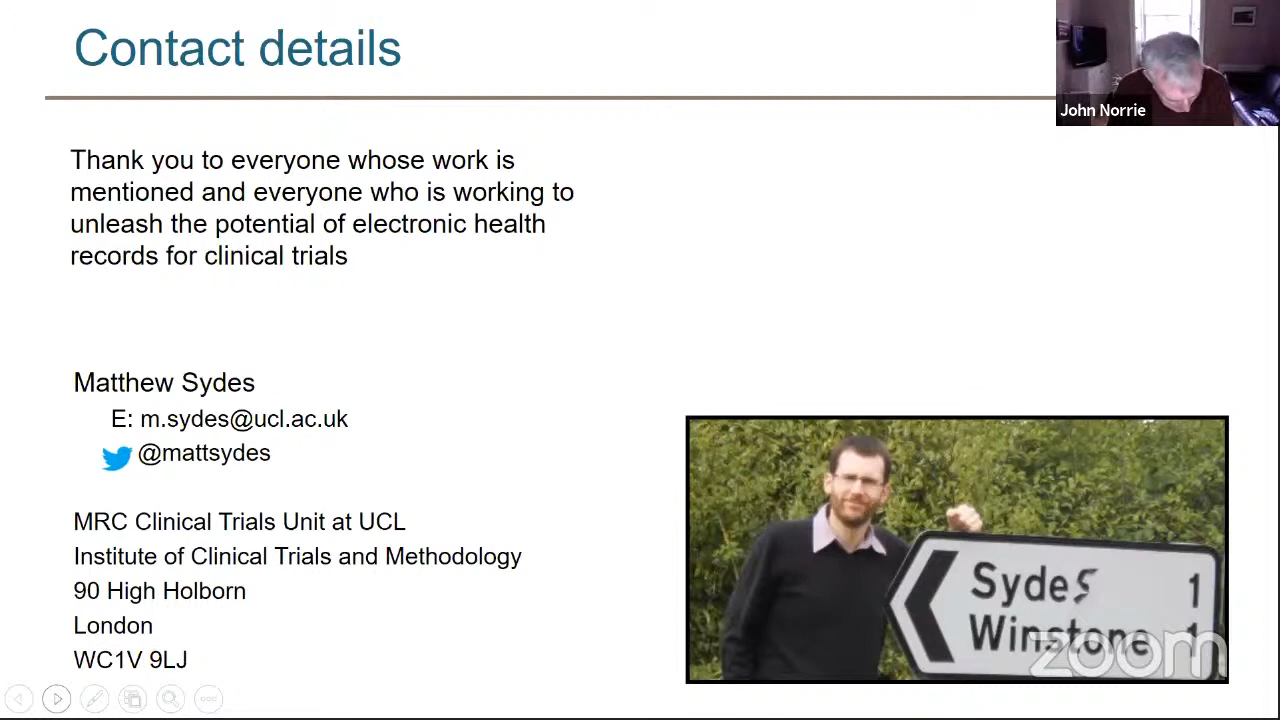 Contact details
John Norrie
Thank you to everyone whose work is
mentioned and everyone who is working to
unleash the potential of electronic health
records for clinical trials
Matthew Sydes
E: m.sydes@ucl.ac.uk
@mattsydes
MRC Clinical Trials Unit at UCL
Institute of Clinical Trials and Methodology
90 High Holborn
London
WC1V 9LJ
Sydes 1
Winstone 1
zoom